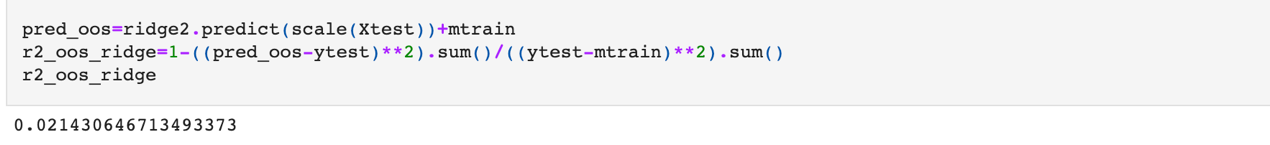 pred_oos=ridge2.predict(scale(Xtest))+mtrain
r2_oos_ridge=1-((pred_oos-ytest)**2).sum()/((ytest-mtrain)**2).sum()
r2_oos_ridge
0.021430646713493373